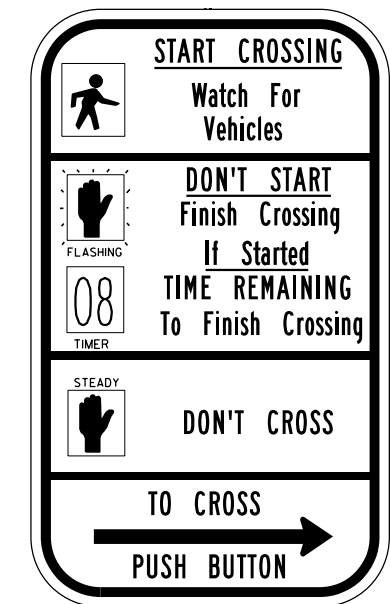 START CROSSING
Watch For
Vehicles
DON'T START
Finish Crossing
FLASHING
If Started
08
TIME REMAINING
To Finish Crossing
TIMER
STEADY
DON'T CROSS
TO CROSS
PUSH BUTTON